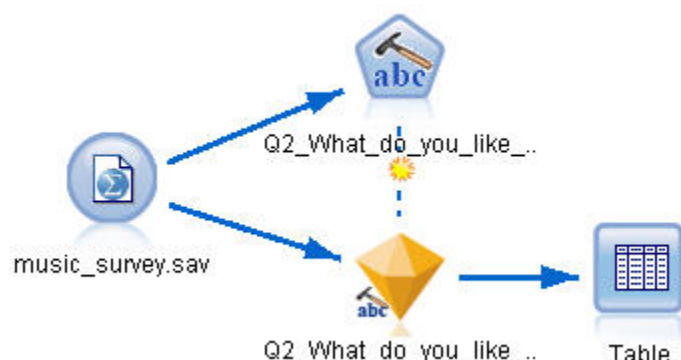 abc
Q2_What_do_you_like_..
music_survey.sav
abc
Q2_What_do_you_like_..
Table